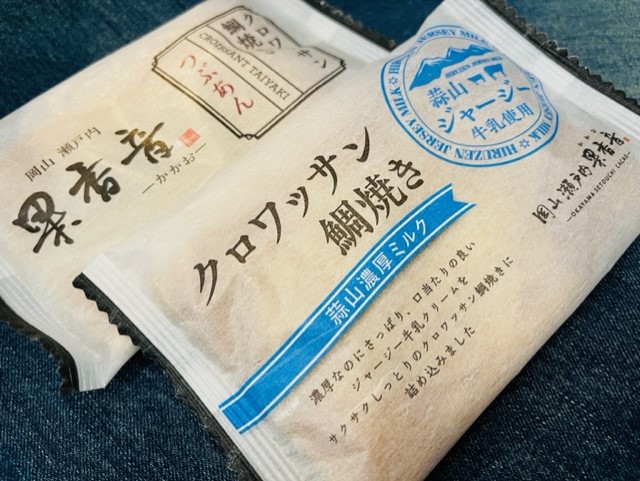 クロワッサン
鯛焼き
CROISSANT TAIYAKI
つぶあん
岡山 瀬戸内
果香音
—かかお—
HIRUZEN JERSEY MILK
蒜山
ジャージー
牛乳使用
HIRUZEN JERSEY MILK
岡山瀬戸内果香音
—OKAYAMA SETOUCHI CACAO—
クロワッサン
鯛焼き
蒜山濃厚ミルク
濃厚なのにさっぱり、口当たりの良い
ジャージー牛乳クリームを
サクサクしっとりのクロワッサン鯛焼きに
詰め込みました